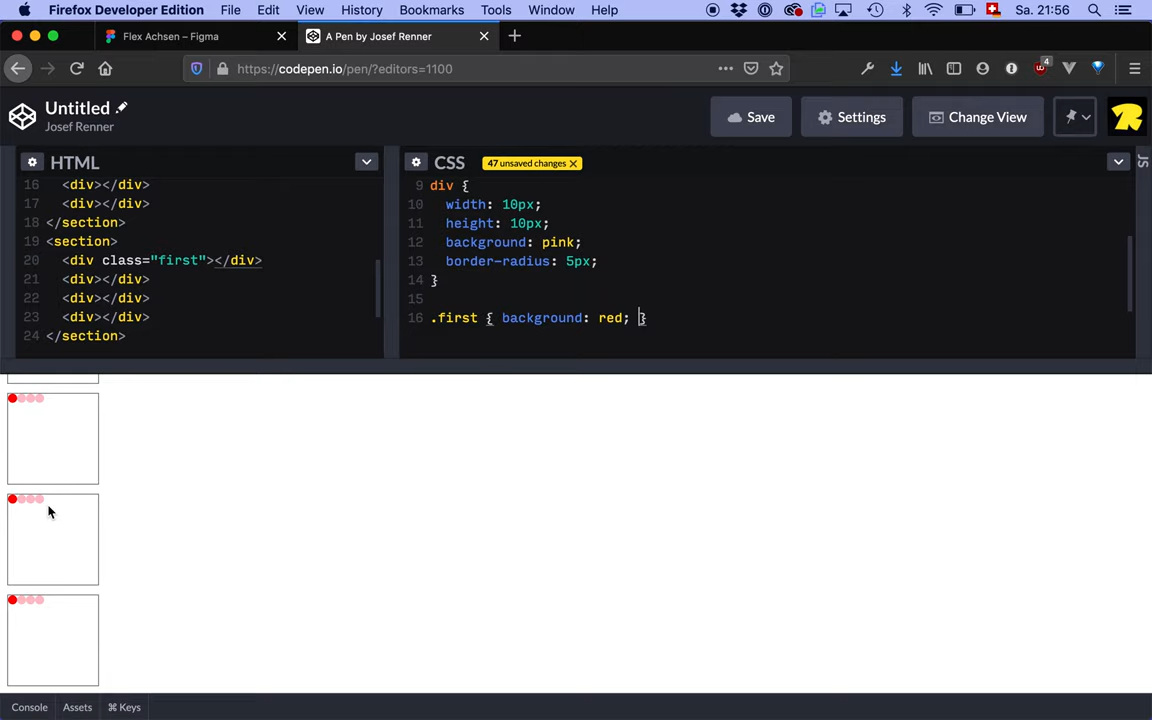 Firefox Developer Edition File Edit View History Bookmarks Tools Window Help Sa. 21:56
Flex Achsen – Figma A Pen by Josef Renner
https://codepen.io/pen/?editors=1100 4
Untitled
Josef Renner
Save Settings Change View
HTML
CSS 47 unsaved changes
JS
16 <div></div>
17 <div></div>
18 </section>
19 <section>
20 <div class="first"></div>
21 <div></div>
22 <div></div>
23 <div></div>
24 </section>
9 div {
10 width: 10px;
11 height: 10px;
12 background: pink;
13 border-radius: 5px;
14 }
15
16 .first { background: red; }
Console Assets ⌘ Keys